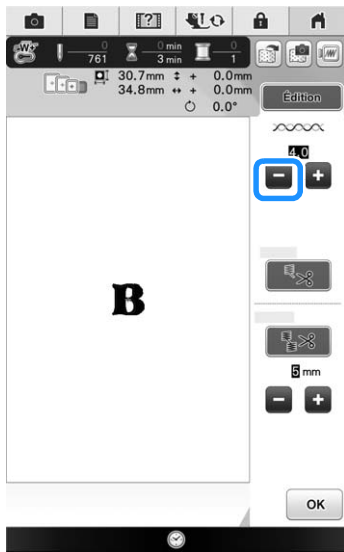 [?]
0
761
0 min
3 min
0
1
30.7mm ↕ + 0.0mm
34.8mm ↔ + 0.0mm
0.0°
Édition
4.0
- +
B
5 mm
- +
OK